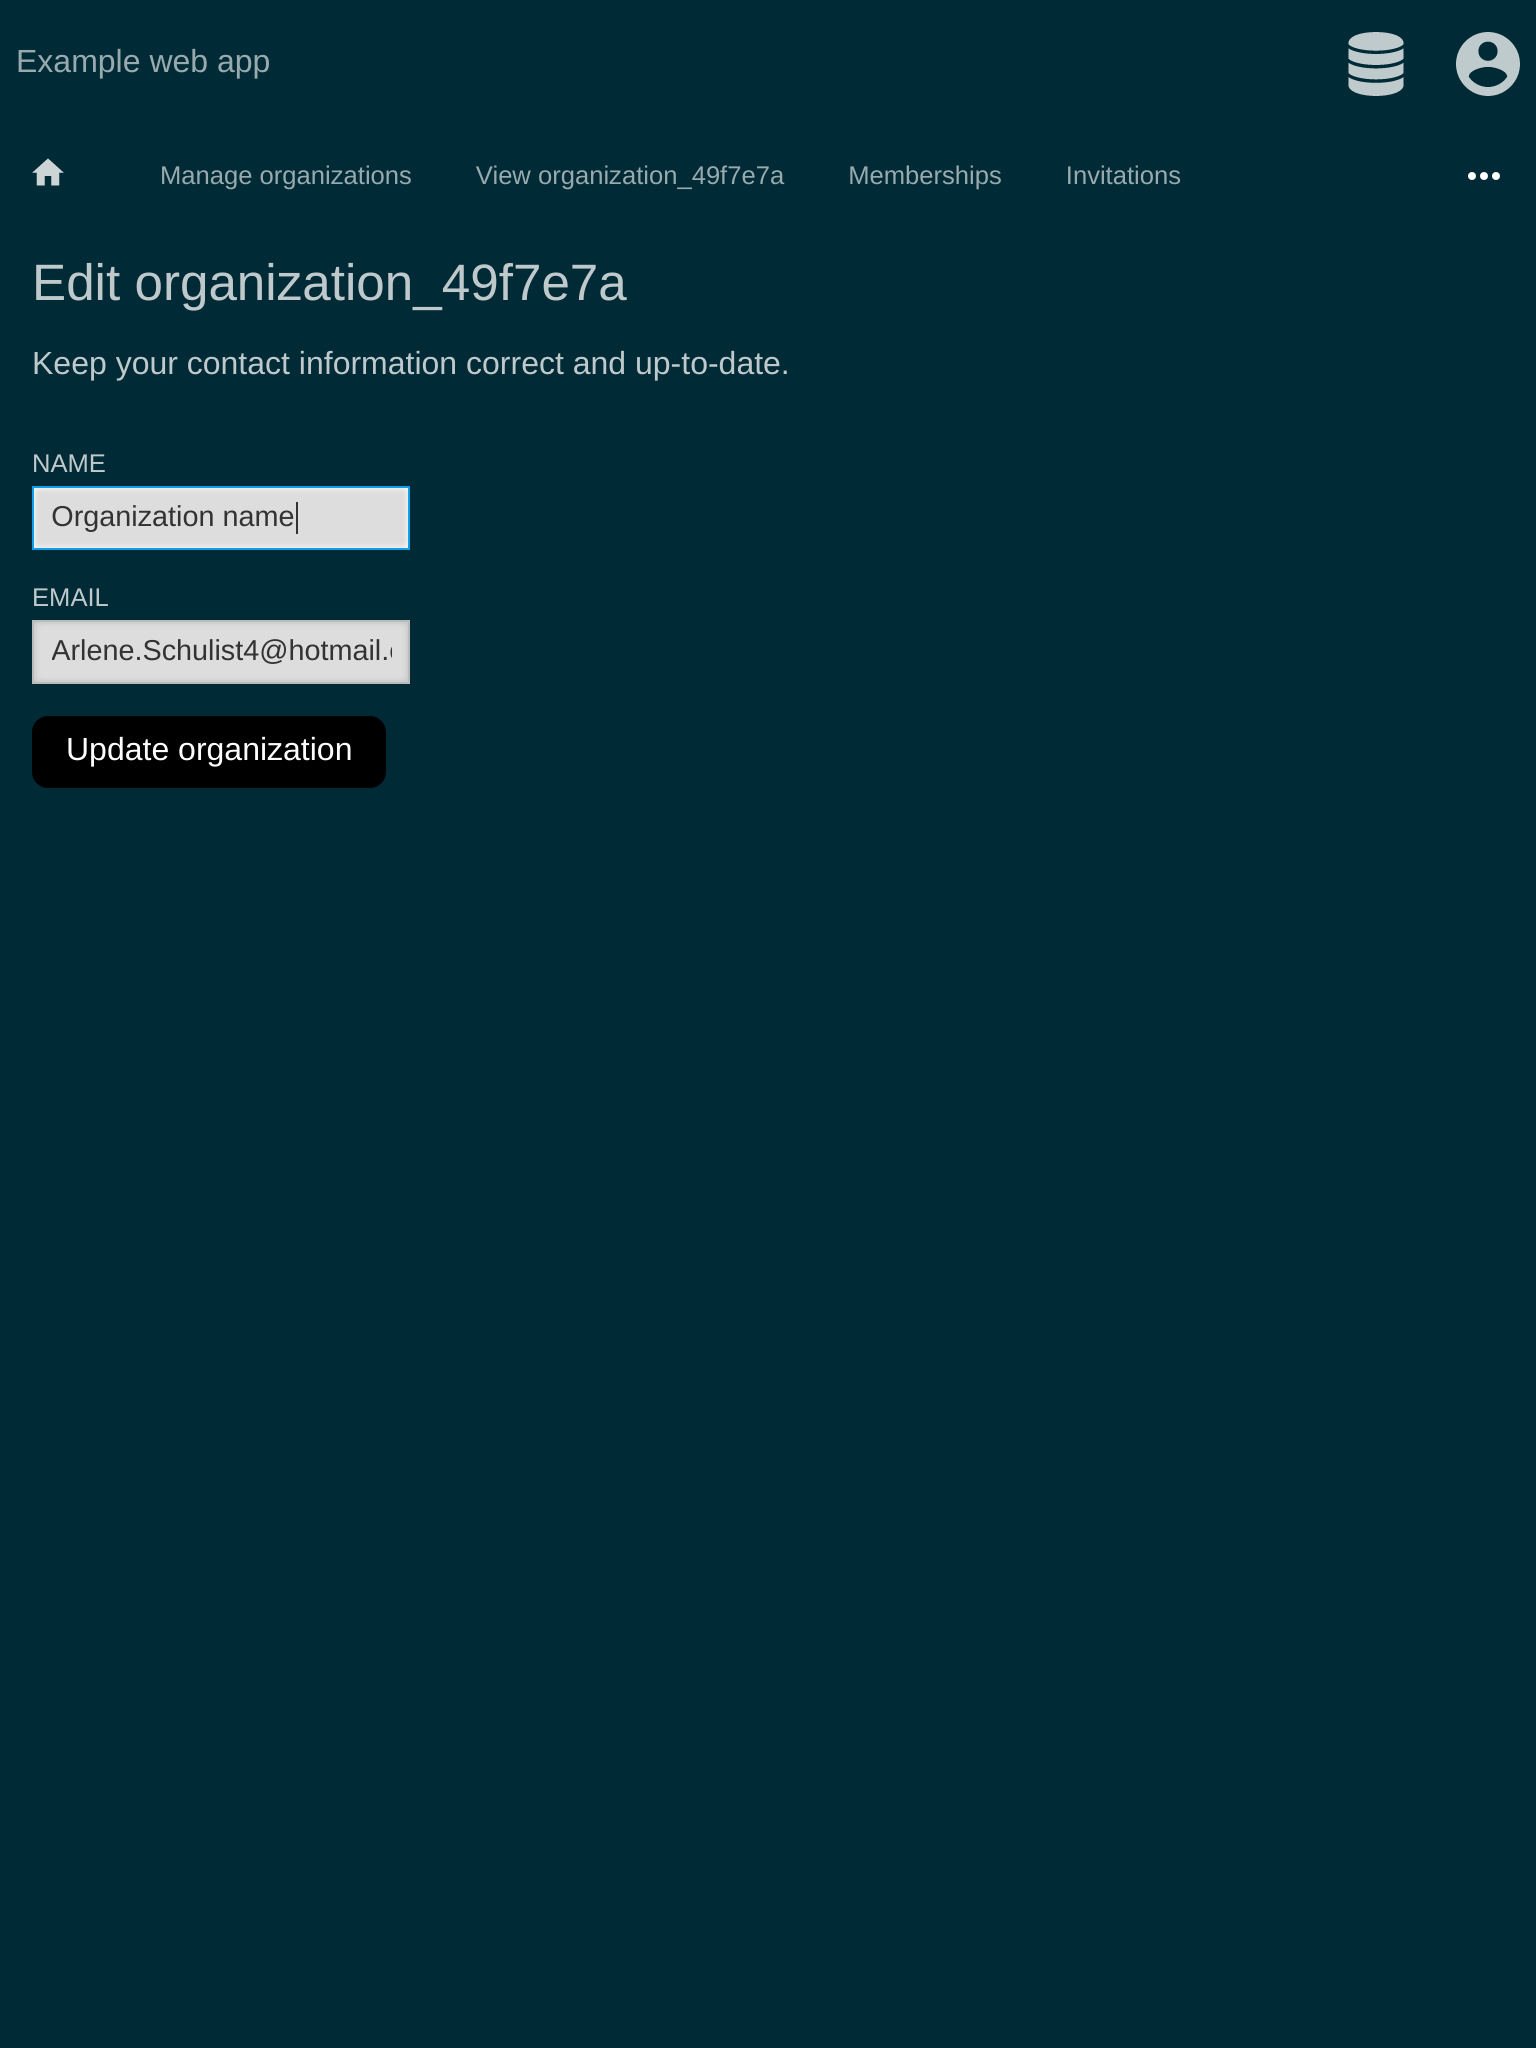 Example web app
Manage organizations View organization_49f7e7a Memberships Invitations
Edit organization_49f7e7a
Keep your contact information correct and up-to-date.
NAME
Organization name
EMAIL
Arlene.Schulist4@hotmail.
Update organization